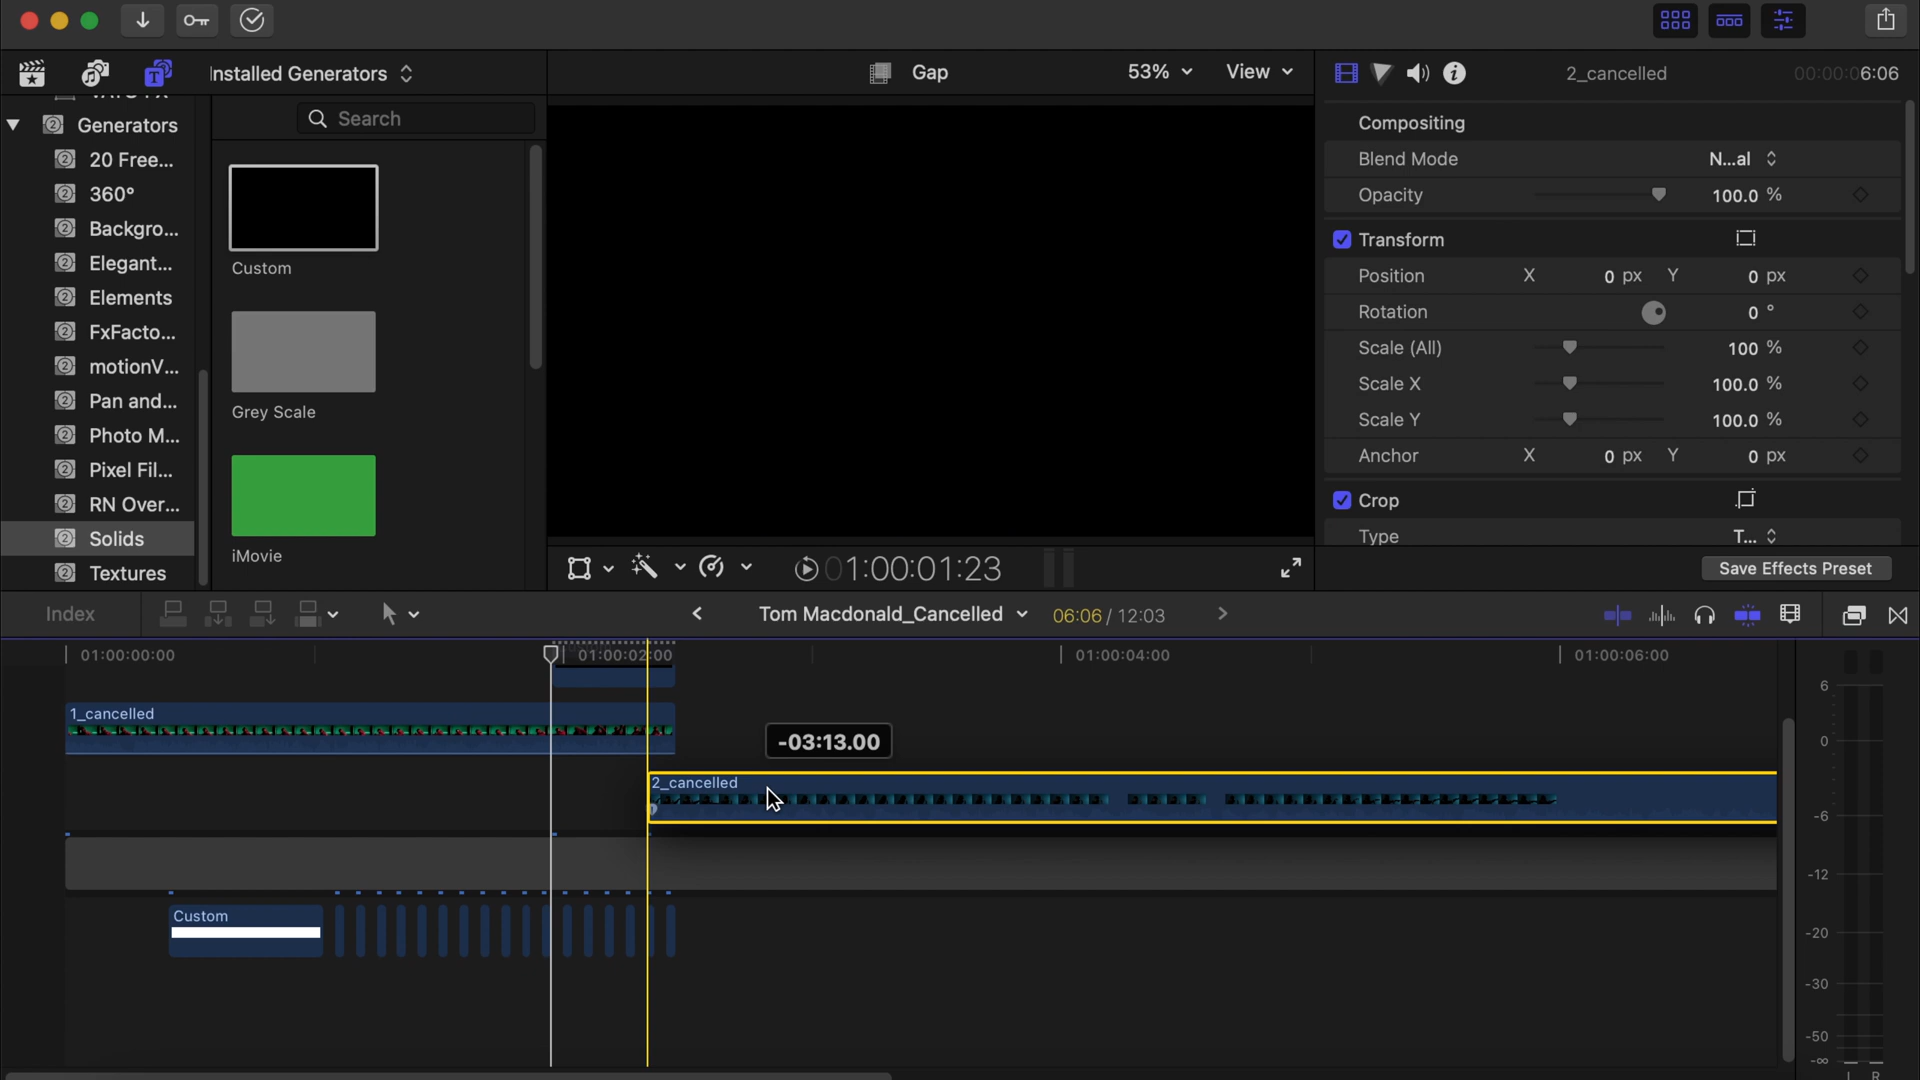 Installed Generators
Gap
53%
View
2_cancelled
00:00:06:06
Generators
Search
20 Free...
360°
Backgro...
Elegant...
Elements
FxFacto...
motionV...
Pan and...
Photo M...
Pixel Fil...
RN Over...
Solids
Textures
Custom
Grey Scale
iMovie
Compositing
Blend Mode N...al
Opacity 100.0 %
Transform
Position X 0 px Y 0 px
Rotation 0 °
Scale (All) 100 %
Scale X 100.0 %
Scale Y 100.0 %
Anchor X 0 px Y 0 px
Crop
Type T...
01:00:01:23
Save Effects Preset
Index
Tom Macdonald_Cancelled
06:06 / 12:03
01:00:00:00
01:00:02:00
01:00:04:00
01:00:06:00
1_cancelled
-03:13.00
2_cancelled
Custom
6
0
-6
-12
-20
-30
-50
-∞
L R